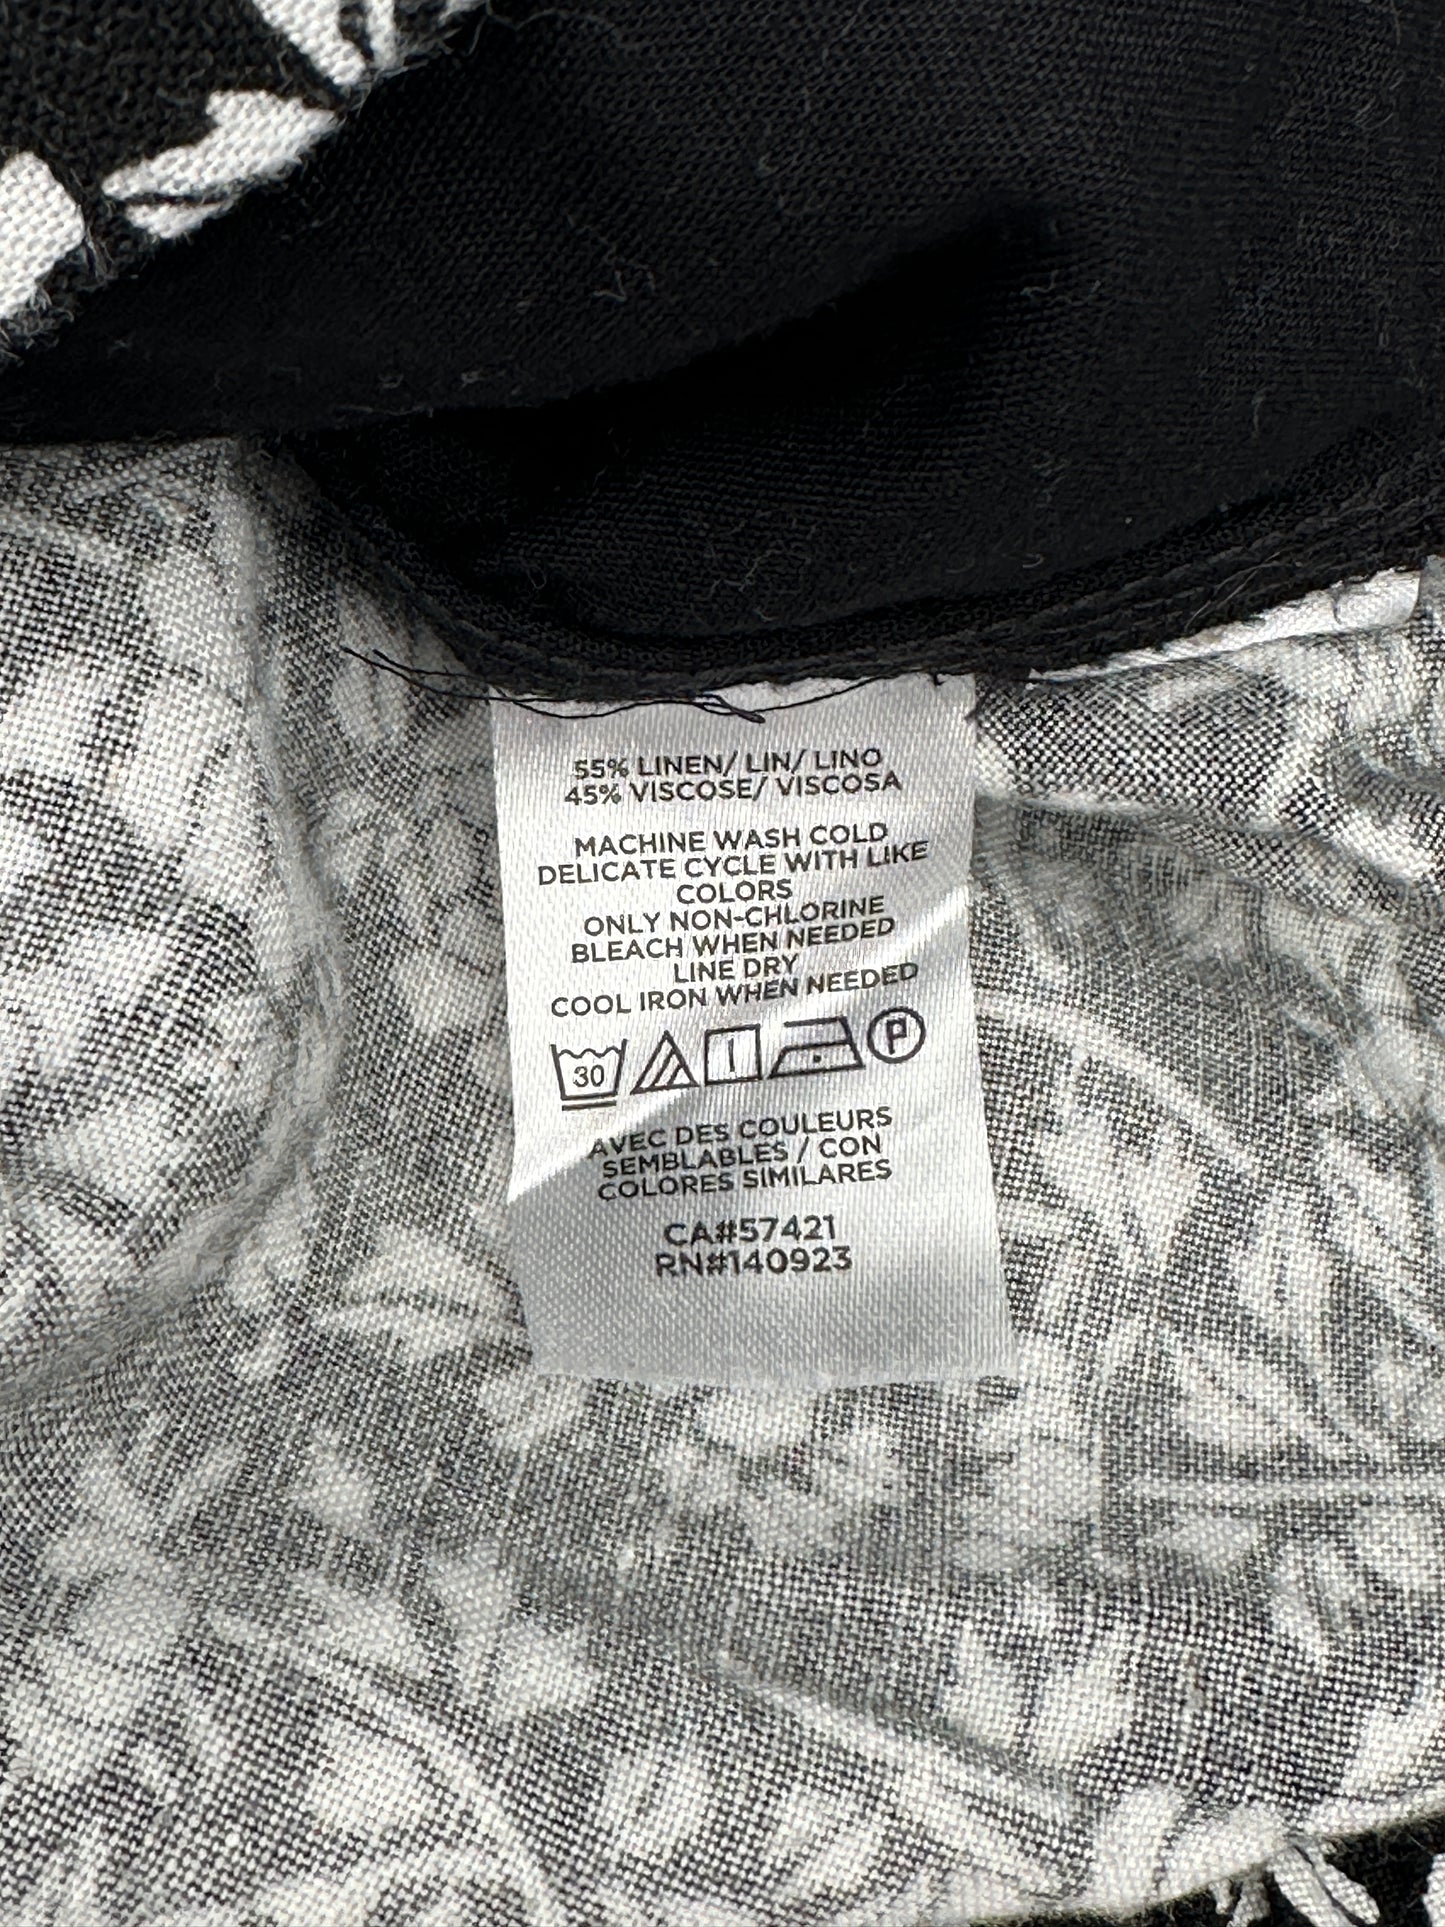 55% LINEN/ LIN/ LINO
45% VISCOSE/ VISCOSA
MACHINE WASH COLD
DELICATE CYCLE WITH LIKE
COLORS
ONLY NON-CHLORINE
BLEACH WHEN NEEDED
LINE DRY
COOL IRON WHEN NEEDED
30 P
AVEC DES COULEURS
SEMBLABLES / CON
COLORES SIMILARES
CA#57421
RN#140923